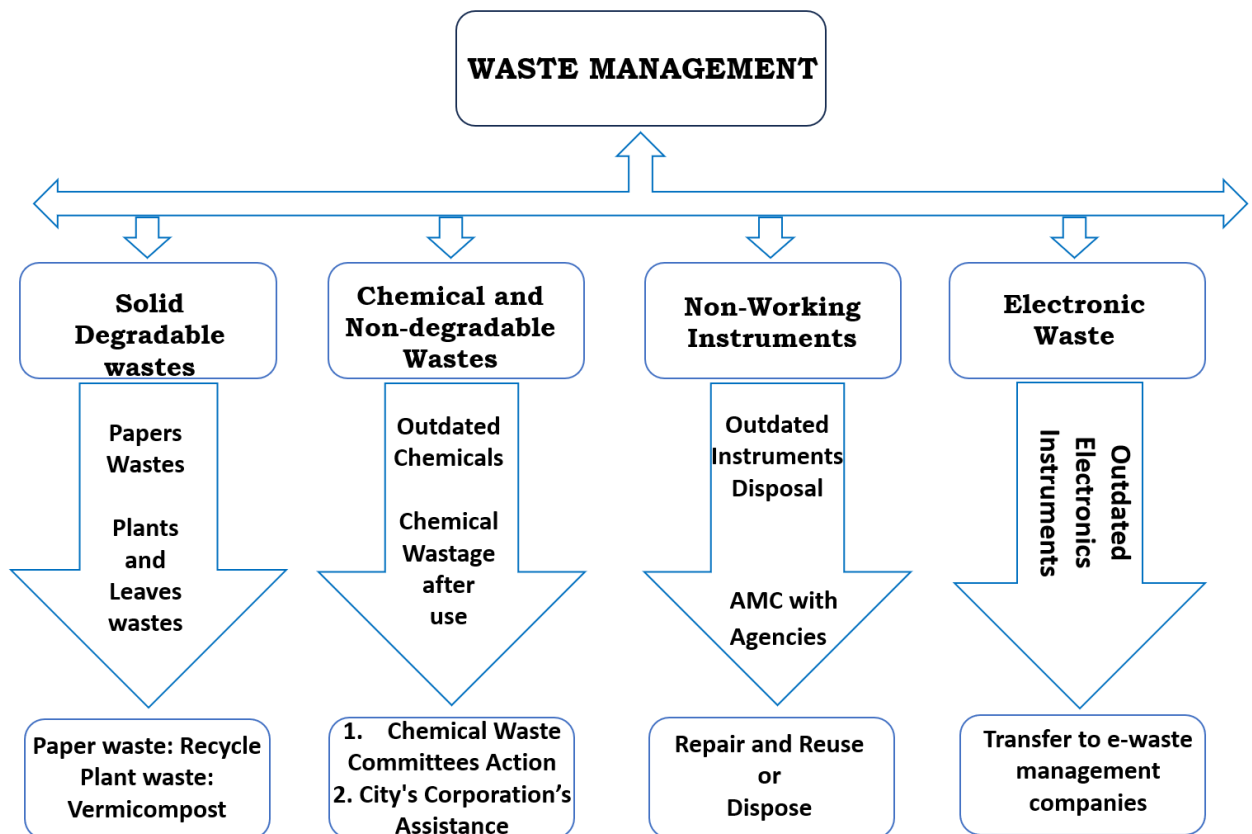 WASTE MANAGEMENT
Solid
Degradable
wastes
Chemical and
Non-degradable
Wastes
Non-Working
Instruments
Electronic
Waste
Papers
Wastes
Plants
and
Leaves
wastes
Outdated
Chemicals
Chemical
Wastage
after
use
Outdated
Instruments
Disposal
AMC with
Agencies
Outdated
Electronics
Instruments
Paper waste: Recycle
Plant waste:
Vermicompost
1. Chemical Waste
Committees Action
2. City's Corporation’s
Assistance
Repair and Reuse
or
Dispose
Transfer to e-waste
management
companies